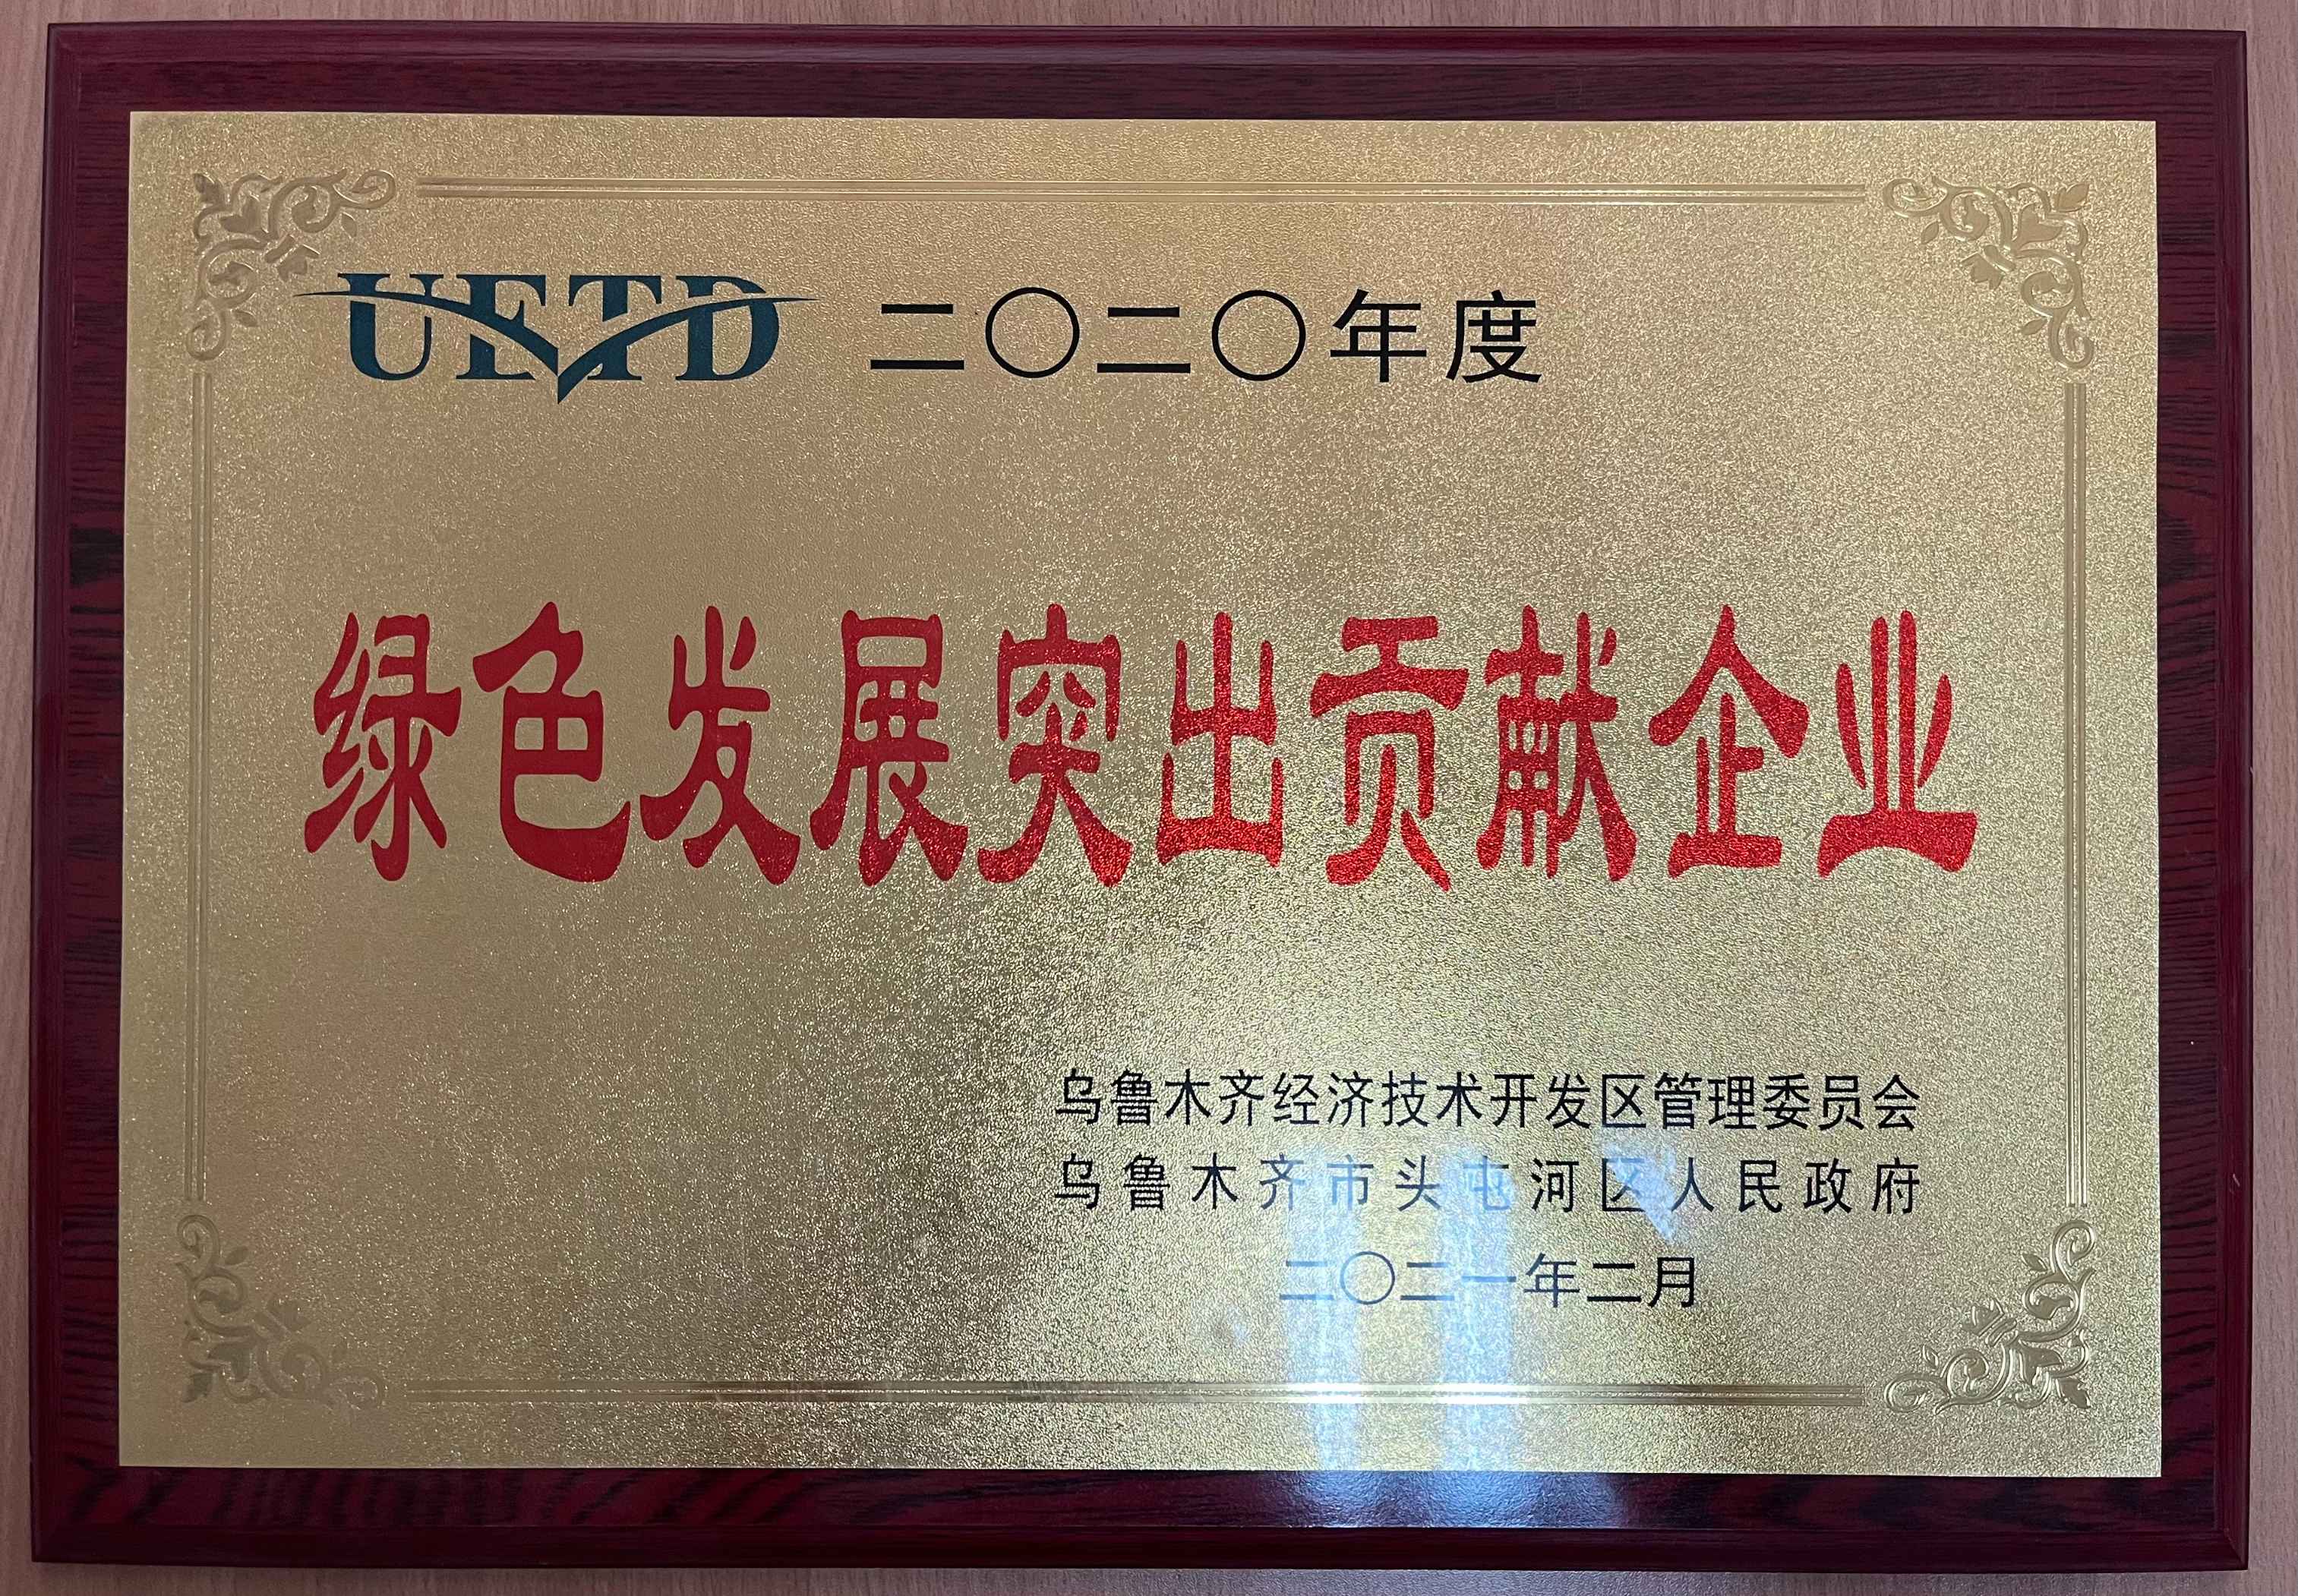 UETD 二〇二〇年度
绿色发展突出贡献企业
乌鲁木齐经济技术开发区管理委员会
乌鲁木齐市头屯河区人民政府
二〇二一年二月